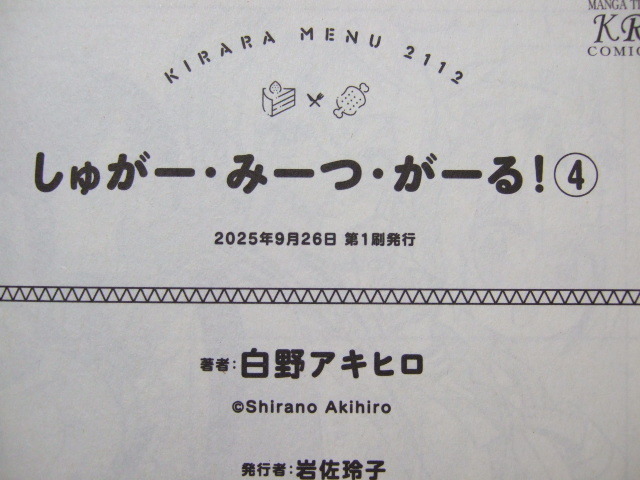 MANGA TI
KR
COMIC
KIRARA MENU 2112
しゅがー・みーつ・がーる!④
2025年9月26日 第1刷発行
著者:白野アキヒロ
©Shirano Akihiro
発行者:岩佐玲子